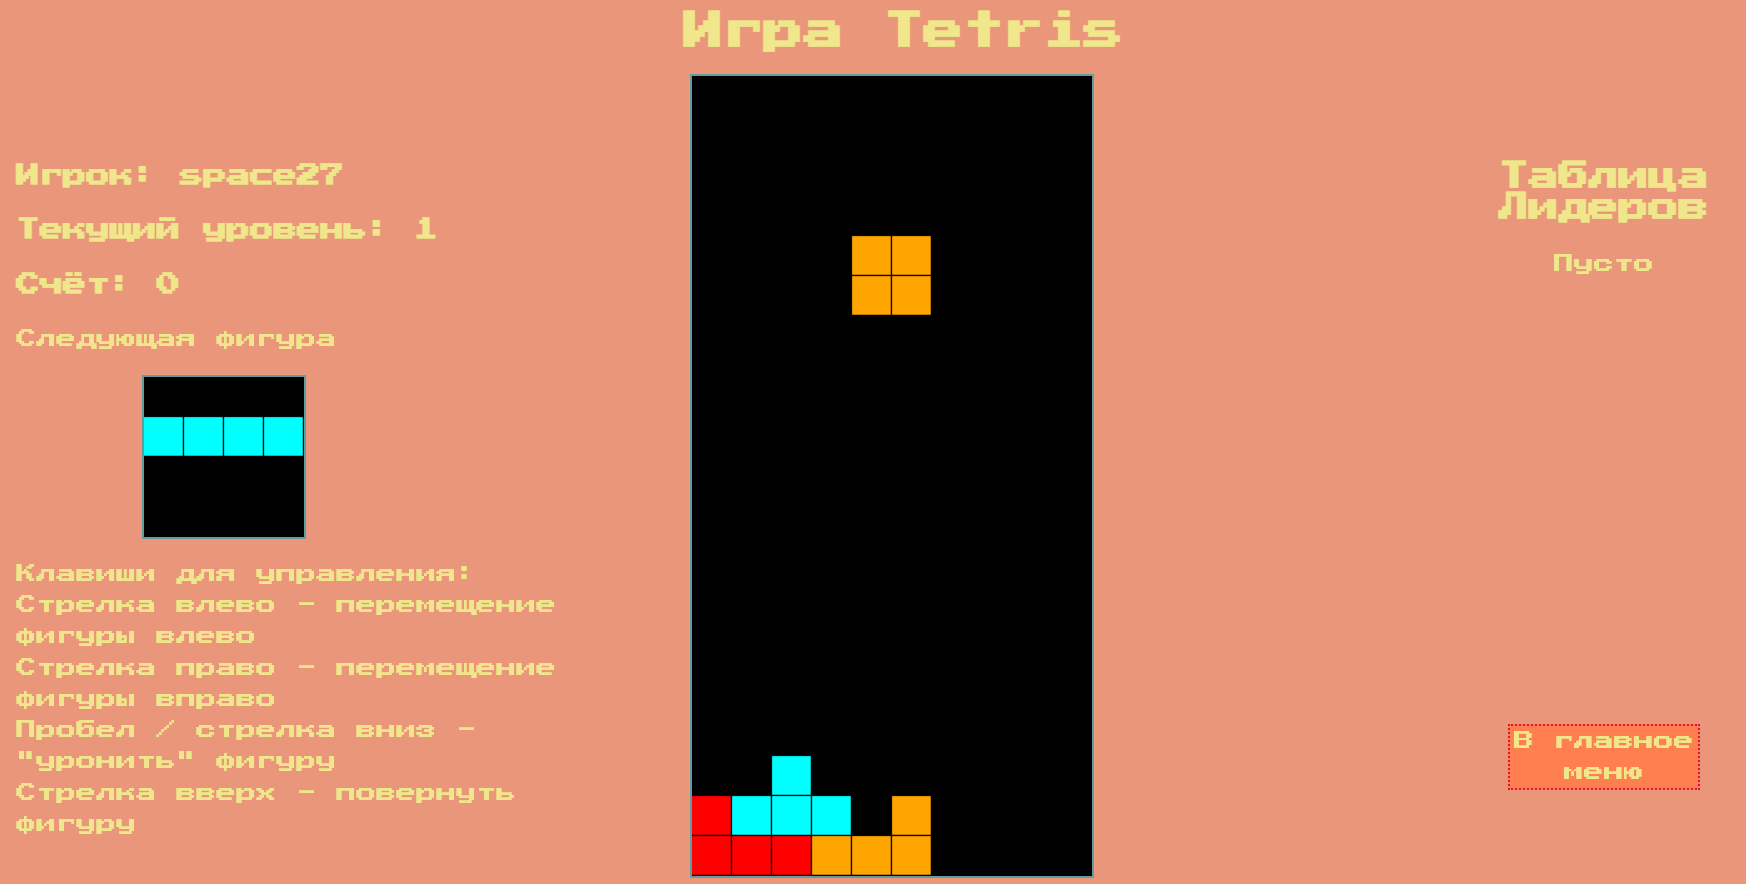 Игра Tetris
Игрок: space27
Текущий уровень: 1
Счёт: 0
Следующая фигура
Клавиши для управления:
Стрелка влево - перемещение
фигуры влево
Стрелка право - перемещение
фигуры вправо
Пробел / стрелка вниз -
"уронить" фигуру
Стрелка вверх - повернуть
фигуру
Таблица
Лидеров
Пусто
В главное
меню